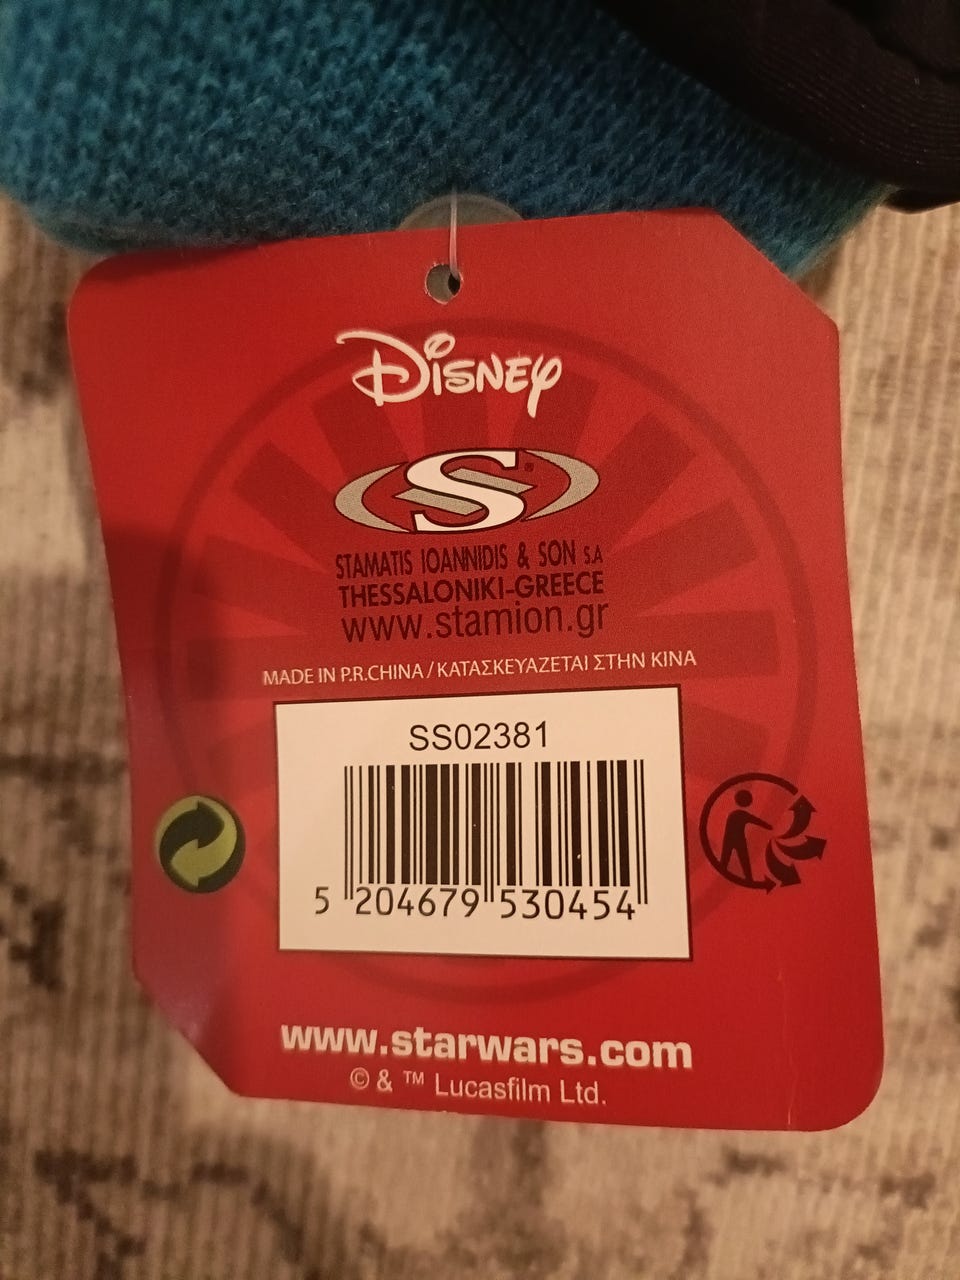 Disney
S
STAMATIS IOANNIDIS & SON S.A
THESSALONIKI-GREECE
www.stamion.gr
MADE IN P.R.CHINA / ΚΑΤΑΣΚΕΥΑΖΕΤΑΙ ΣΤΗΝ ΚΙΝΑ
SS02381
5 204679 530454
www.starwars.com
© & ™ Lucasfilm Ltd.